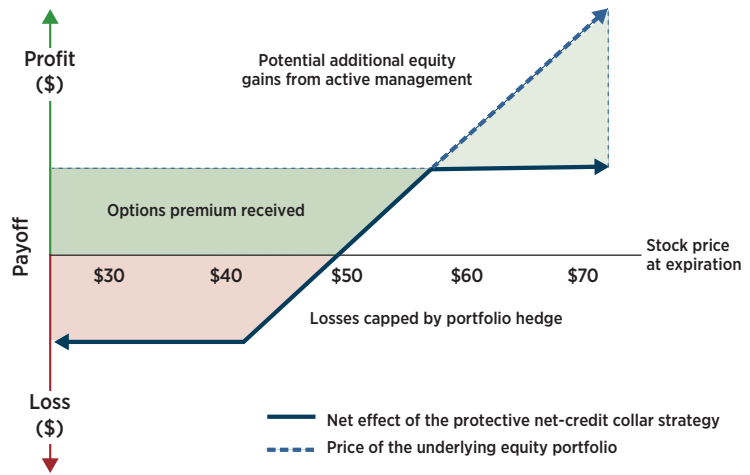 Profit
($)
Potential additional equity
gains from active management
Options premium received
Payoff
Stock price
at expiration
$30
$40
$50
$60
$70
Losses capped by portfolio hedge
Loss
($)
Net effect of the protective net-credit collar strategy
Price of the underlying equity portfolio